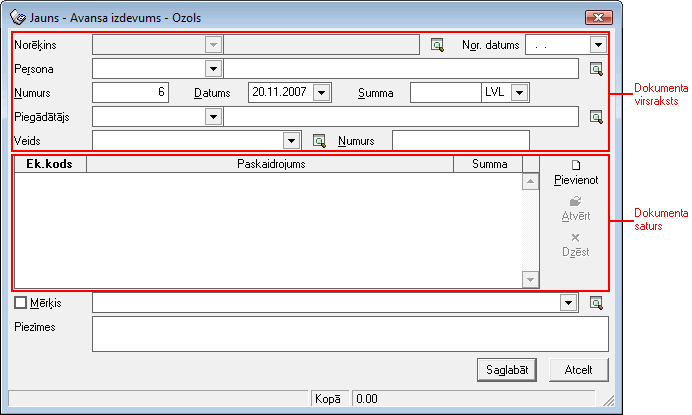 Jauns - Avansa izdevums - Ozols
Norēķins Nor. datums . .
Persona
Numurs 6 Datums 20.11.2007 Summa LVL
Dokumenta
virsraksts
Piegādātājs
Veids Numurs
Ek.kods Paskaidrojums Summa
Pievienot
Atvērt
Dzēst
Dokumenta
saturs
Mērķis
Piezīmes
Saglabāt Atcelt
Kopā 0.00